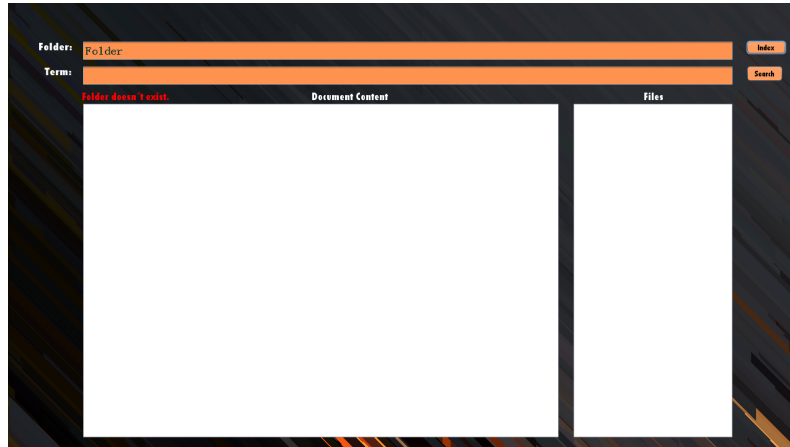 Folder: Folder Index
Term: Search
Folder doesn't exist. Document Content Files